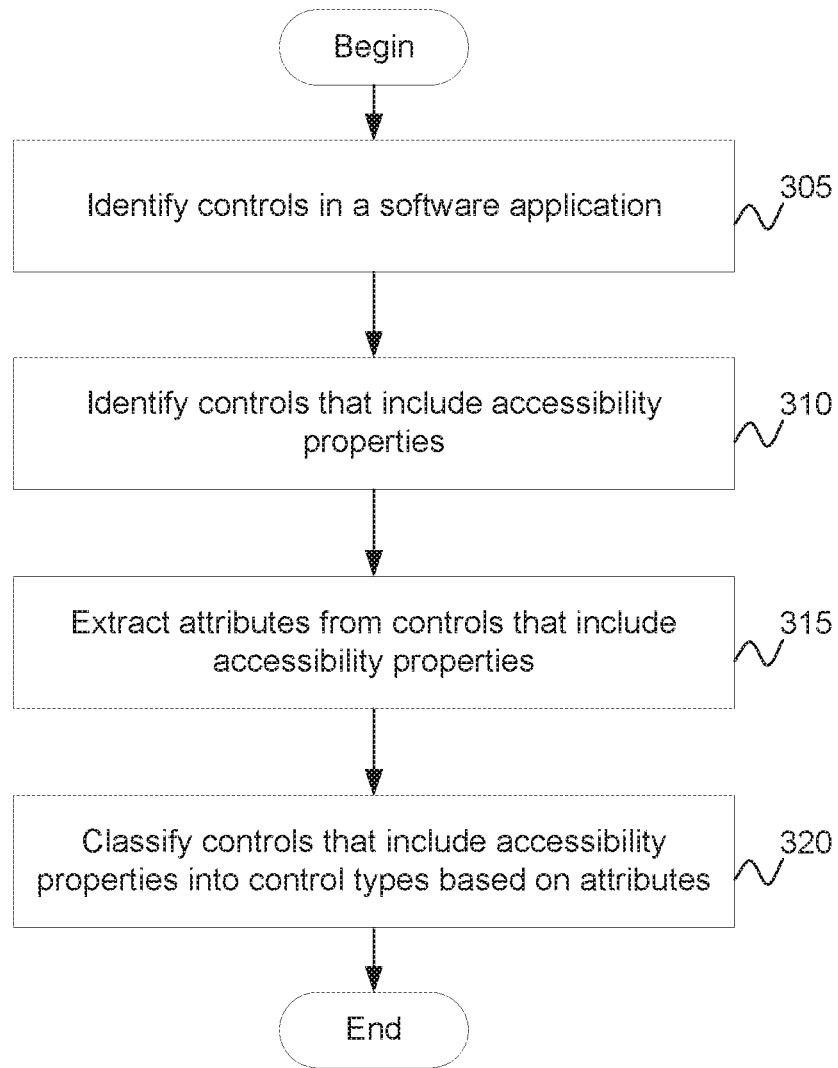 Begin
Identify controls in a software application
305
Identify controls that include accessibility
properties
310
Extract attributes from controls that include
accessibility properties
315
Classify controls that include accessibility
properties into control types based on attributes
320
End